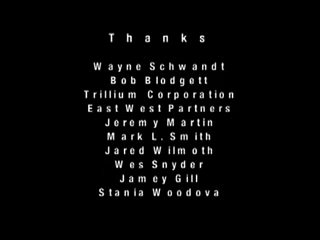 Thanks
Wayne Schwandt
Bob Blodgett
Trillium Corporation
East West Partners
Jeremy Martin
Mark L. Smith
Jared Wilmoth
Wes Snyder
Jamey Gill
Stania Woodova